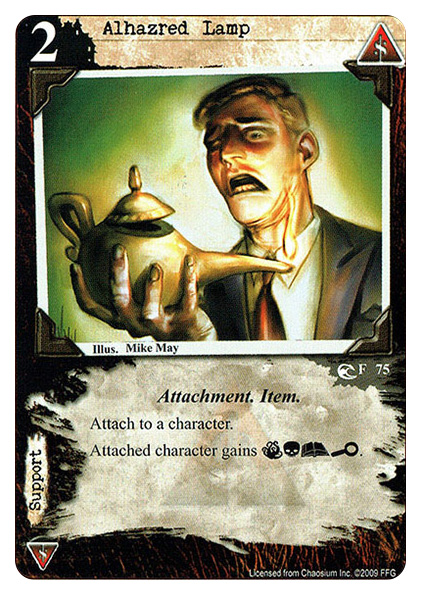 2
Alhazred Lamp
Illus. Mike May
F 75
Attachment. Item.
Attach to a character.
Attached character gains .
Support
Licensed from Chaosium Inc. ©2009 FFG